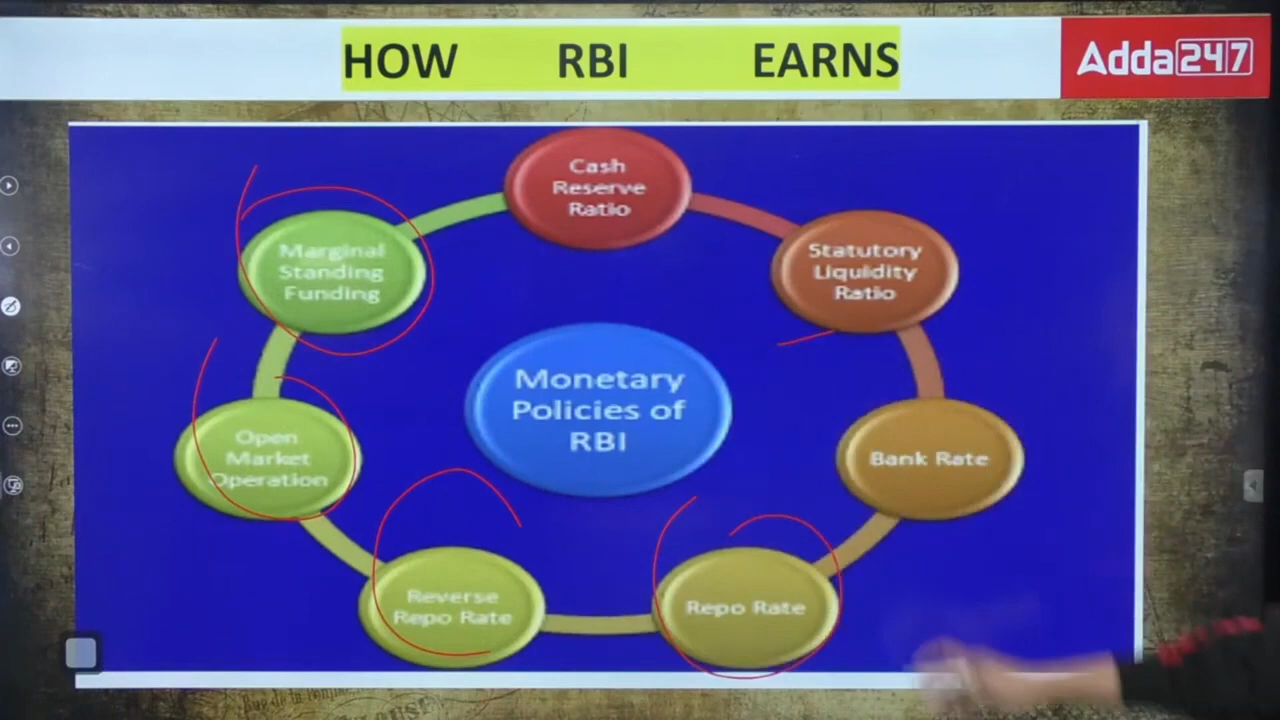 HOW RBI EARNS
Adda247
Cash
Reserve
Ratio
Statutory
Liquidity
Ratio
Bank Rate
Repo Rate
Reverse
Repo Rate
Open
Market
Operation
Marginal
Standing
Funding
Monetary
Policies of
RBI